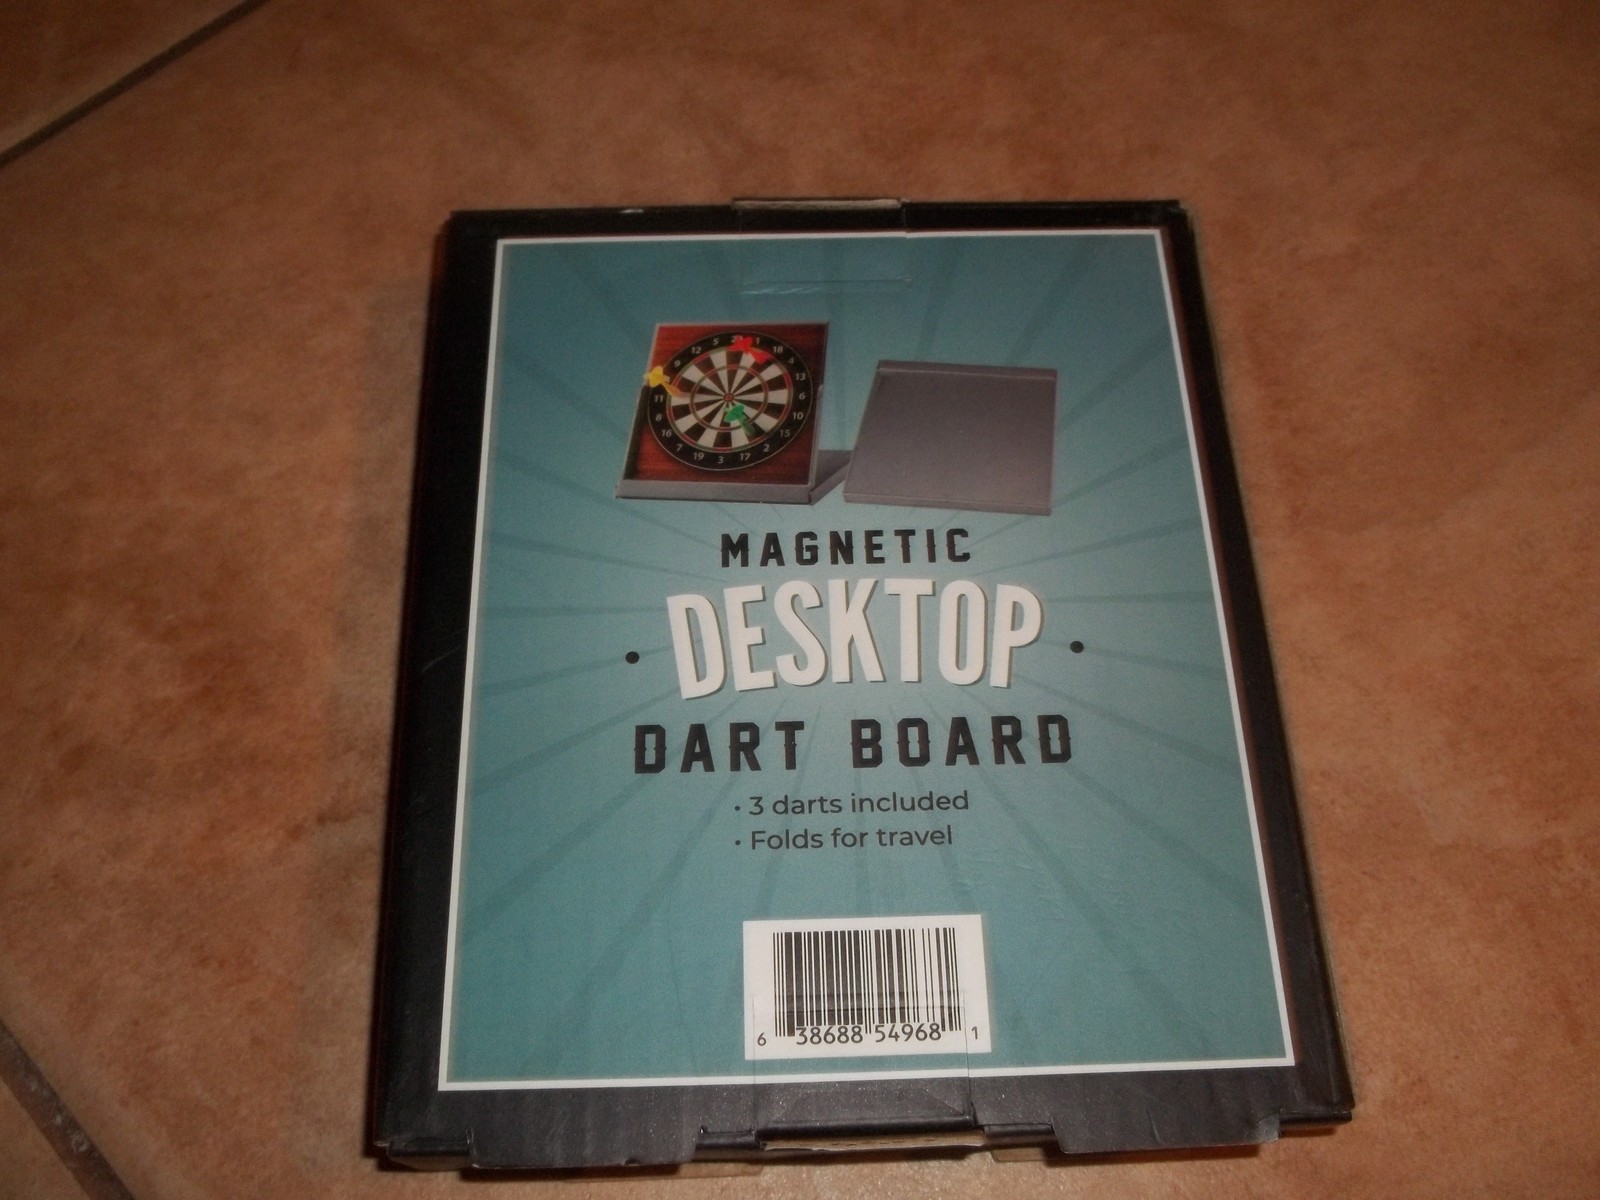 MAGNETIC
• DESKTOP •
DART BOARD
• 3 darts included
• Folds for travel
6 38688 54968 1